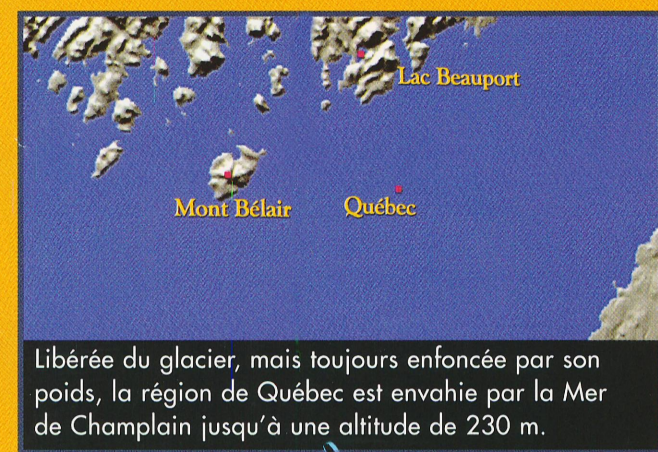 Lac Beauport
Mont Bélair
Québec
Libérée du glacier, mais toujours enfoncée par son
poids, la région de Québec est envahie par la Mer
de Champlain jusqu'à une altitude de 230 m.